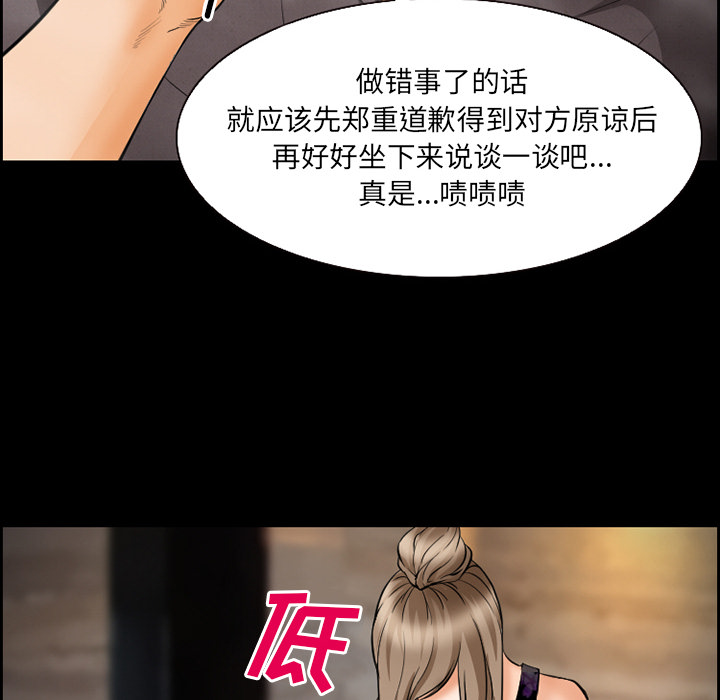 做错事了的话
就应该先郑重道歉得到对方原谅后
再好好坐下来说谈一谈吧...
真是...啧啧啧
低